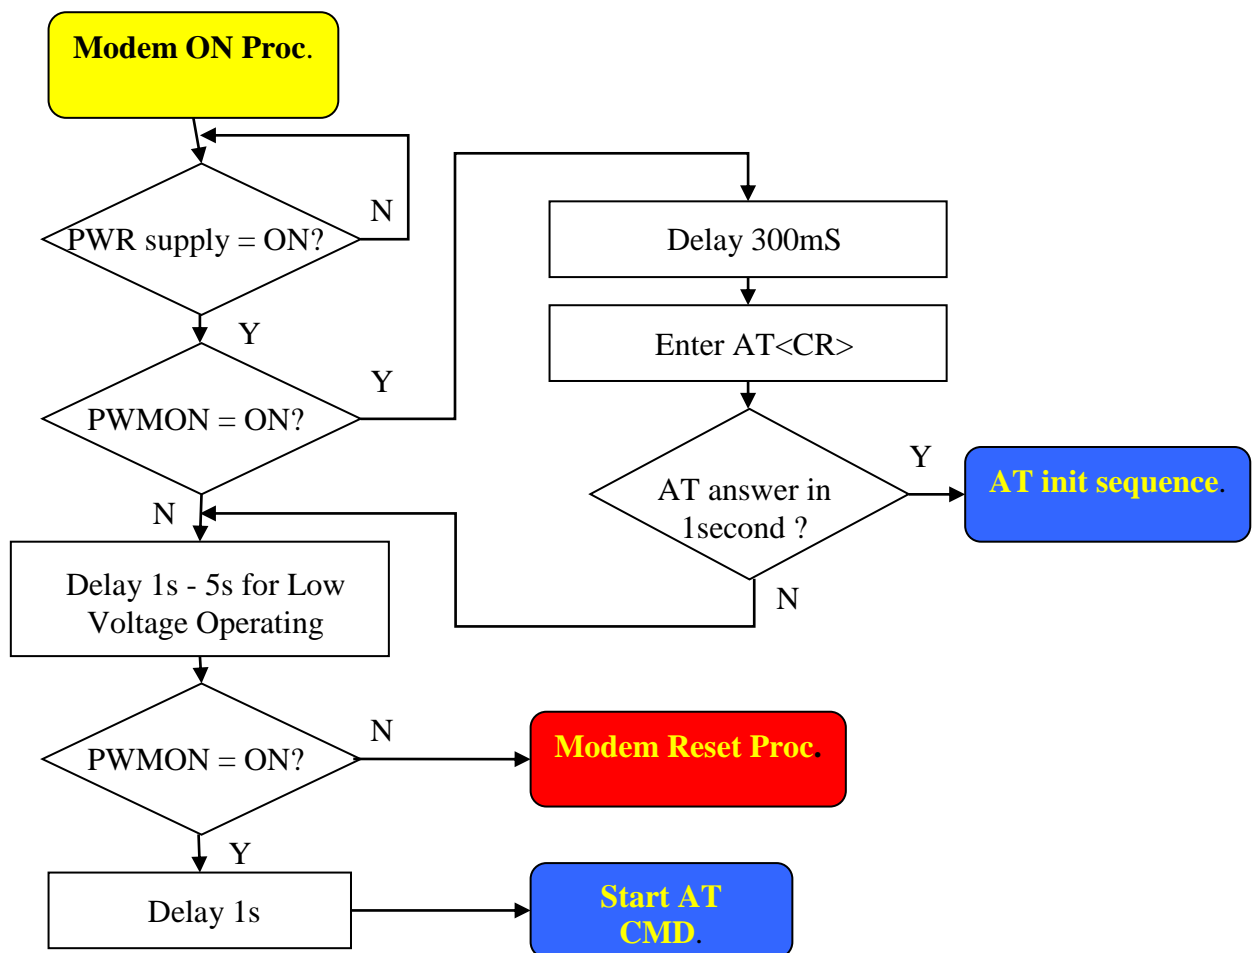 Modem ON Proc.
PWR supply = ON?
N
Y
PWMON = ON?
Y
N
Delay 300mS
Enter AT<CR>
AT answer in
1second ?
Y
N
AT init sequence.
Delay 1s - 5s for Low
Voltage Operating
PWMON = ON?
N
Y
Modem Reset Proc.
Delay 1s
Start AT
CMD.